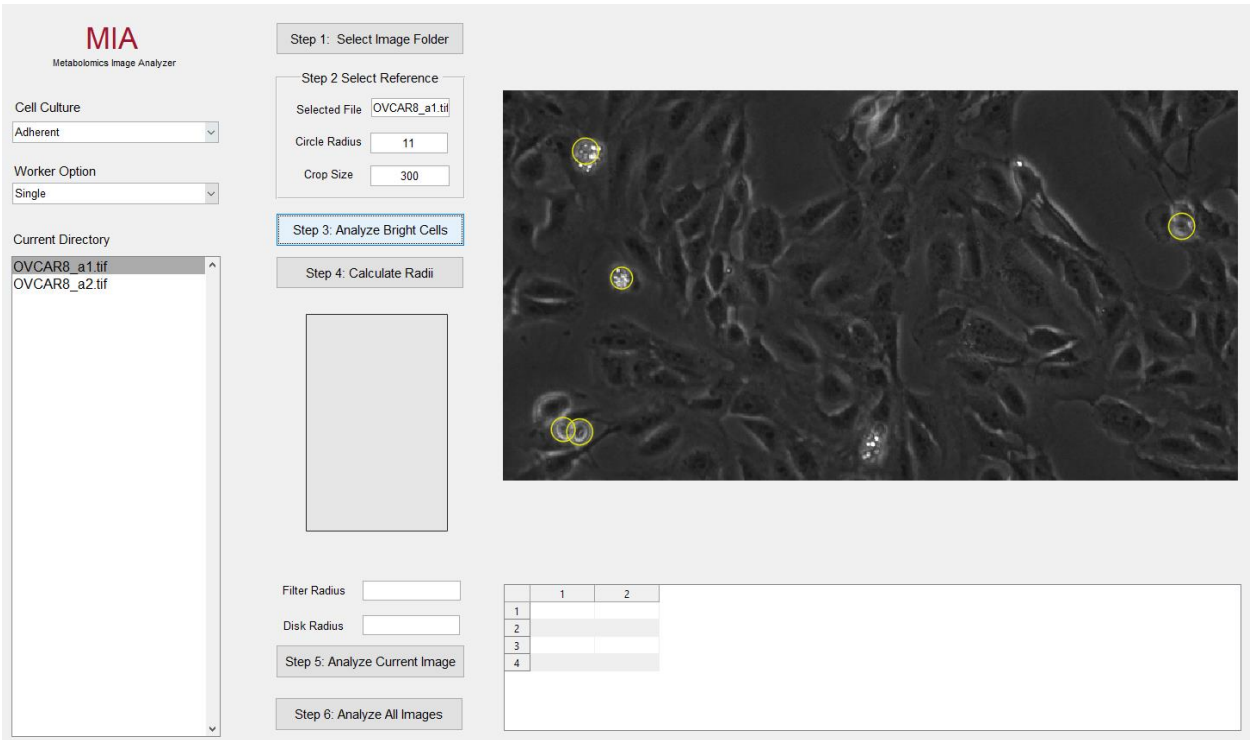 MIA
Metabolomics Image Analyzer
Cell Culture
Adherent
Worker Option
Single
Current Directory
OVCAR8_a1.tif
OVCAR8_a2.tif
Step 1: Select Image Folder
Step 2 Select Reference
Selected File OVCAR8_a1.tif
Circle Radius 11
Crop Size 300
Step 3: Analyze Bright Cells
Step 4: Calculate Radii
Filter Radius
Disk Radius
Step 5: Analyze Current Image
Step 6: Analyze All Images
1 2
1
2
3
4